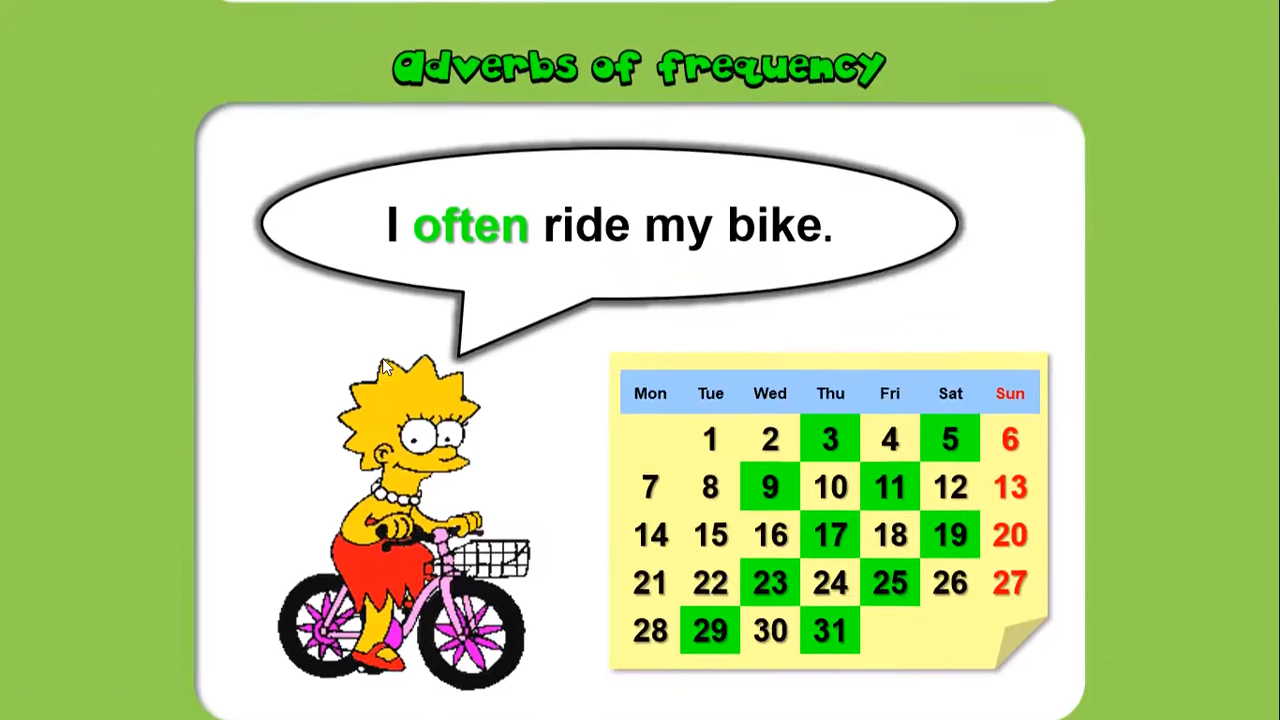 adverbs of frequency
I often ride my bike.
Mon Tue Wed Thu Fri Sat Sun
1 2 3 4 5 6
7 8 9 10 11 12 13
14 15 16 17 18 19 20
21 22 23 24 25 26 27
28 29 30 31